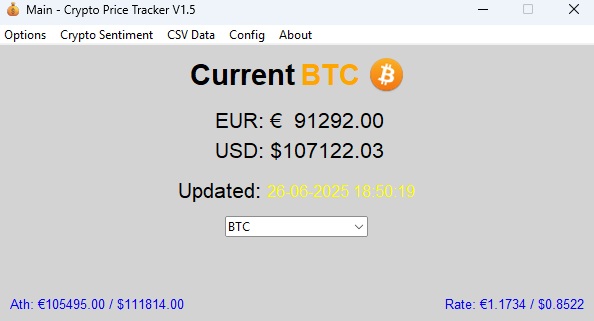 Main - Crypto Price Tracker V1.5
Options Crypto Sentiment CSV Data Config About
Current BTC
EUR: € 91292.00
USD: $107122.03
Updated: 26-06-2025 18:50:19
BTC
Ath: €105495.00 / $111814.00 Rate: €1.1734 / $0.8522